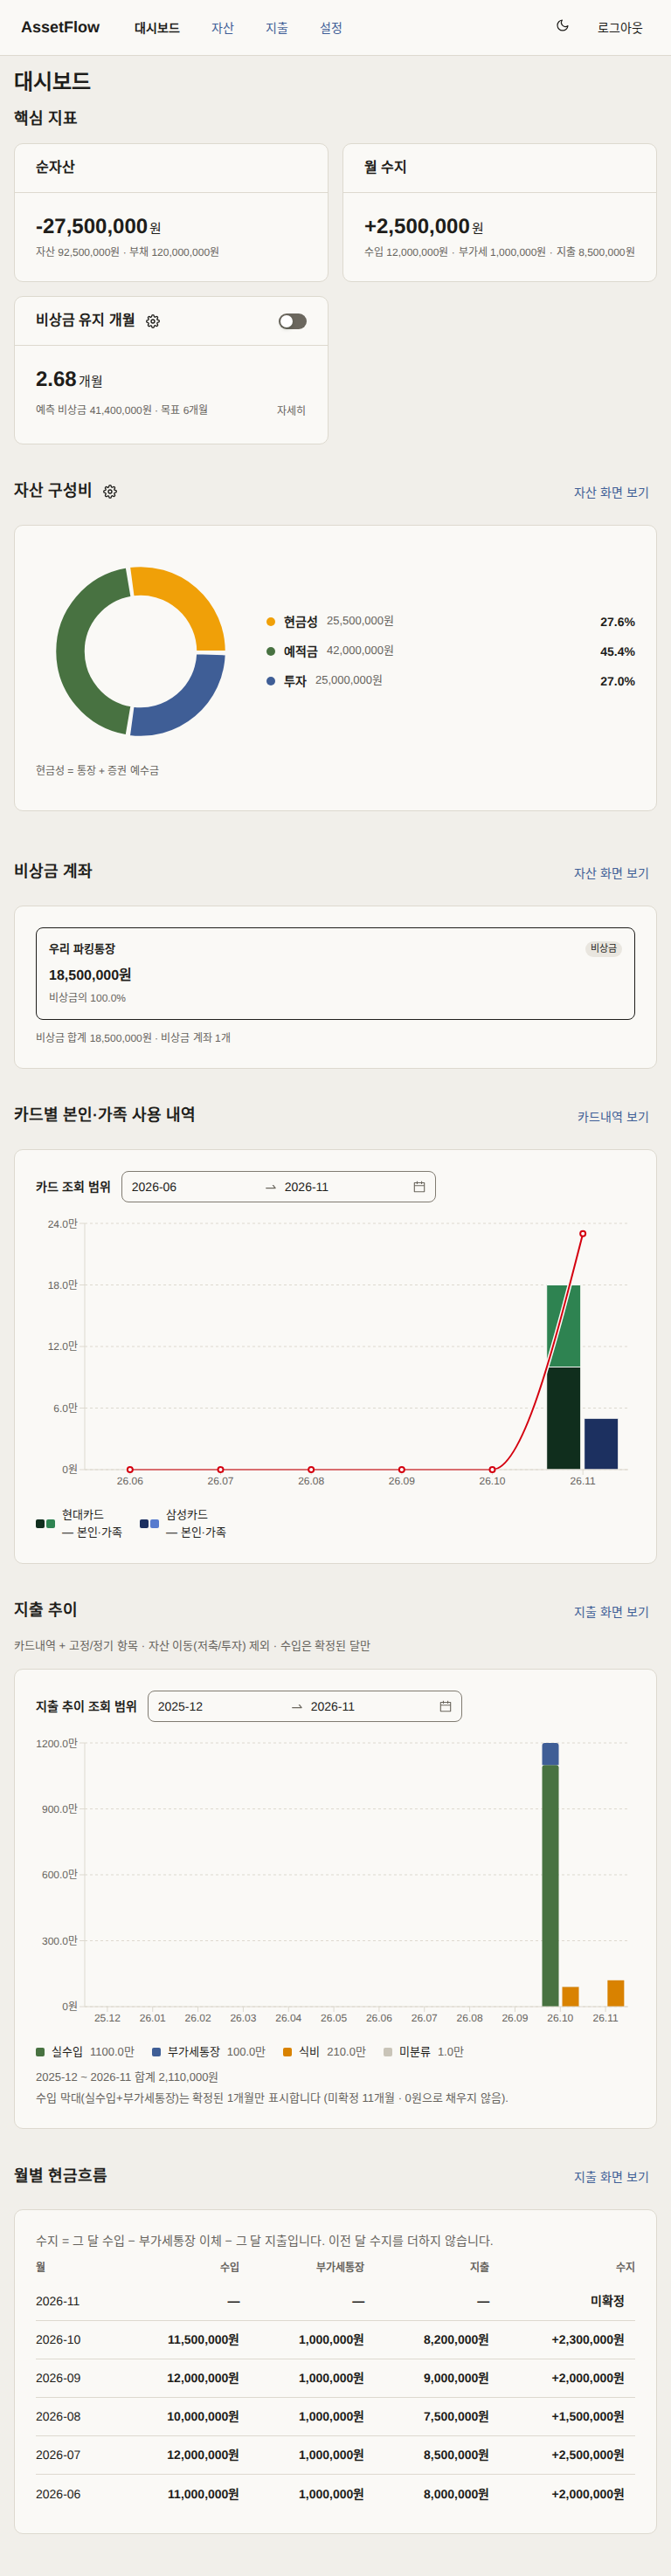 AssetFlow 대시보드 자산 지출 설정 로그아웃
대시보드
핵심 지표
순자산
-27,500,000원
자산 92,500,000원 · 부채 120,000,000원
월 수지
+2,500,000원
수입 12,000,000원 · 부가세 1,000,000원 · 지출 8,500,000원
비상금 유지 개월
2.68개월
예측 비상금 41,400,000원 · 목표 6개월 자세히
자산 구성비 자산 화면 보기
현금성 25,500,000원 27.6%
예적금 42,000,000원 45.4%
투자 25,000,000원 27.0%
현금성 = 통장 + 증권 예수금
비상금 계좌 자산 화면 보기
우리 파킹통장 비상금
18,500,000원
비상금의 100.0%
비상금 합계 18,500,000원 · 비상금 계좌 1개
카드별 본인·가족 사용 내역 카드내역 보기
카드 조회 범위 2026-06 2026-11
24.0만
18.0만
12.0만
6.0만
0원
26.06 26.07 26.08 26.09 26.10 26.11
현대카드
— 본인·가족
삼성카드
— 본인·가족
지출 추이 지출 화면 보기
카드내역 + 고정/정기 항목 · 자산 이동(저축/투자) 제외 · 수입은 확정된 달만
지출 추이 조회 범위 2025-12 2026-11
1200.0만
900.0만
600.0만
300.0만
0원
25.12 26.01 26.02 26.03 26.04 26.05 26.06 26.07 26.08 26.09 26.10 26.11
실수입 1100.0만 부가세통장 100.0만 식비 210.0만 미분류 1.0만
2025-12 ~ 2026-11 합계 2,110,000원
수입 막대(실수입+부가세통장)는 확정된 1개월만 표시합니다 (미확정 11개월 · 0원으로 채우지 않음).
월별 현금흐름 지출 화면 보기
수지 = 그 달 수입 − 부가세통장 이체 − 그 달 지출입니다. 이전 달 수지를 더하지 않습니다.
월 수입 부가세통장 지출 수지
2026-11 — — — 미확정
2026-10 11,500,000원 1,000,000원 8,200,000원 +2,300,000원
2026-09 12,000,000원 1,000,000원 9,000,000원 +2,000,000원
2026-08 10,000,000원 1,000,000원 7,500,000원 +1,500,000원
2026-07 12,000,000원 1,000,000원 8,500,000원 +2,500,000원
2026-06 11,000,000원 1,000,000원 8,000,000원 +2,000,000원